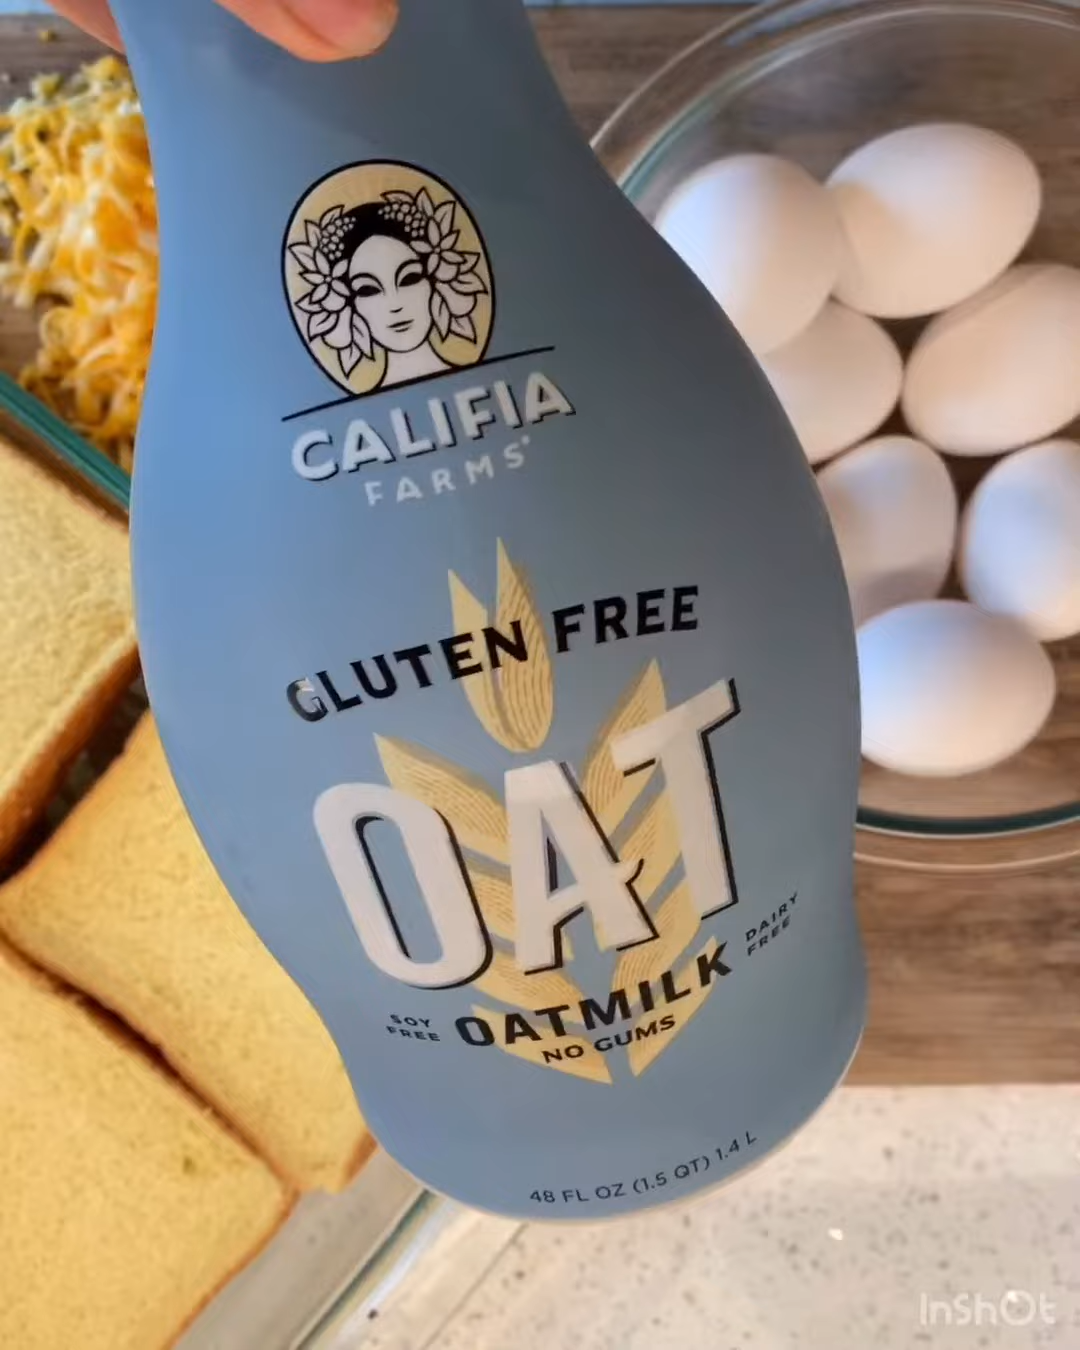 CALIFIA
FARMS
GLUTEN FREE
OAT
DAIRY
FREE
SOY
FREE
OATMILK
NO GUMS
48 FL OZ (1.5 QT) 1.4 L
InShOt